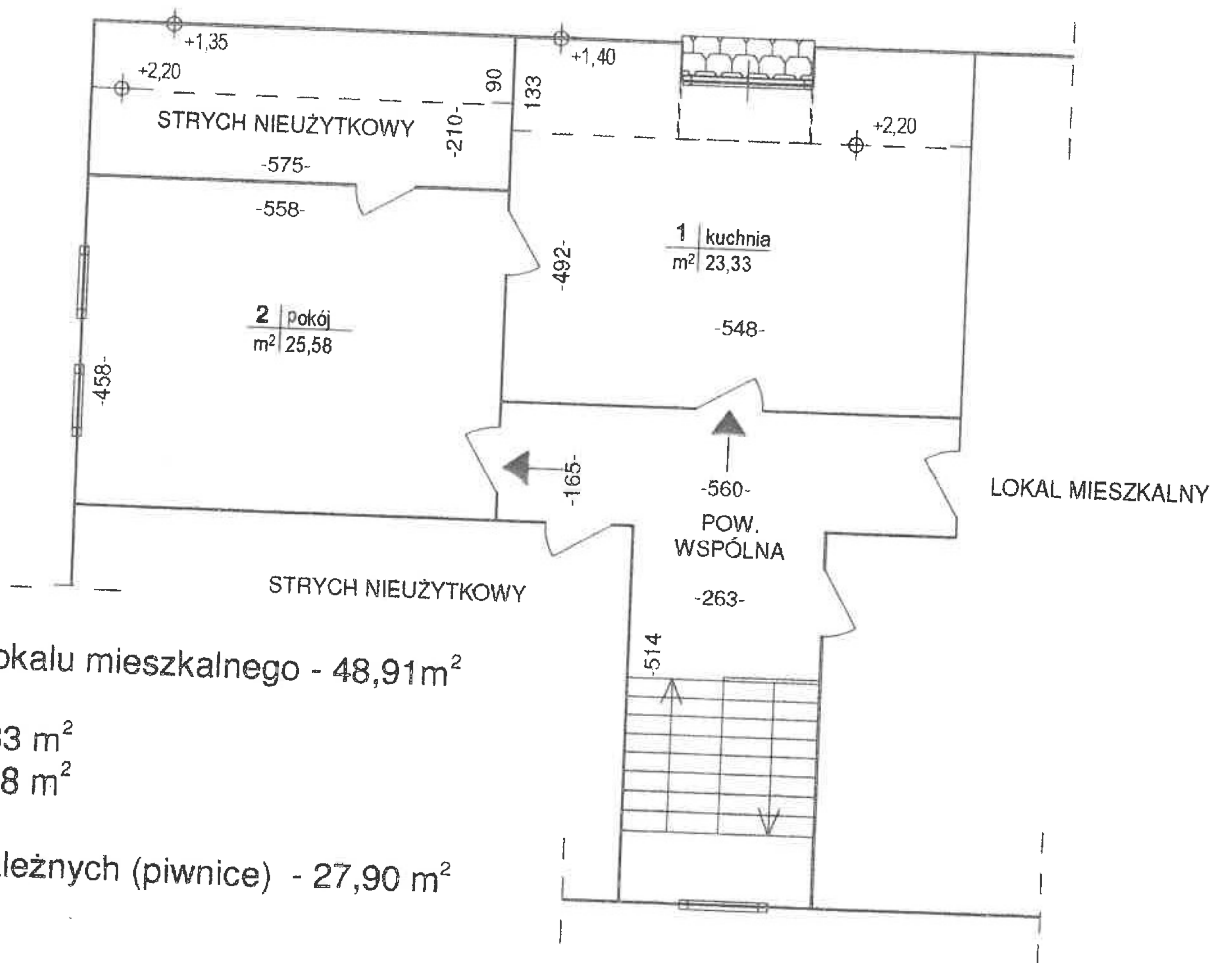 +1,35
+1,40
+2,20
90
133
STRYCH NIEUŻYTKOWY
-210-
+2,20
-575-
-558-
1 kuchnia
m² 23,33
-492-
2 pokój
m² 25,58
-548-
-458-
-165-
-560-
LOKAL MIESZKALNY
POW.
WSPÓLNA
STRYCH NIEUŻYTKOWY
-263-
-514
okalu mieszkalnego - 48,91m²
33 m²
8 m²
leżnych (piwnice) - 27,90 m²